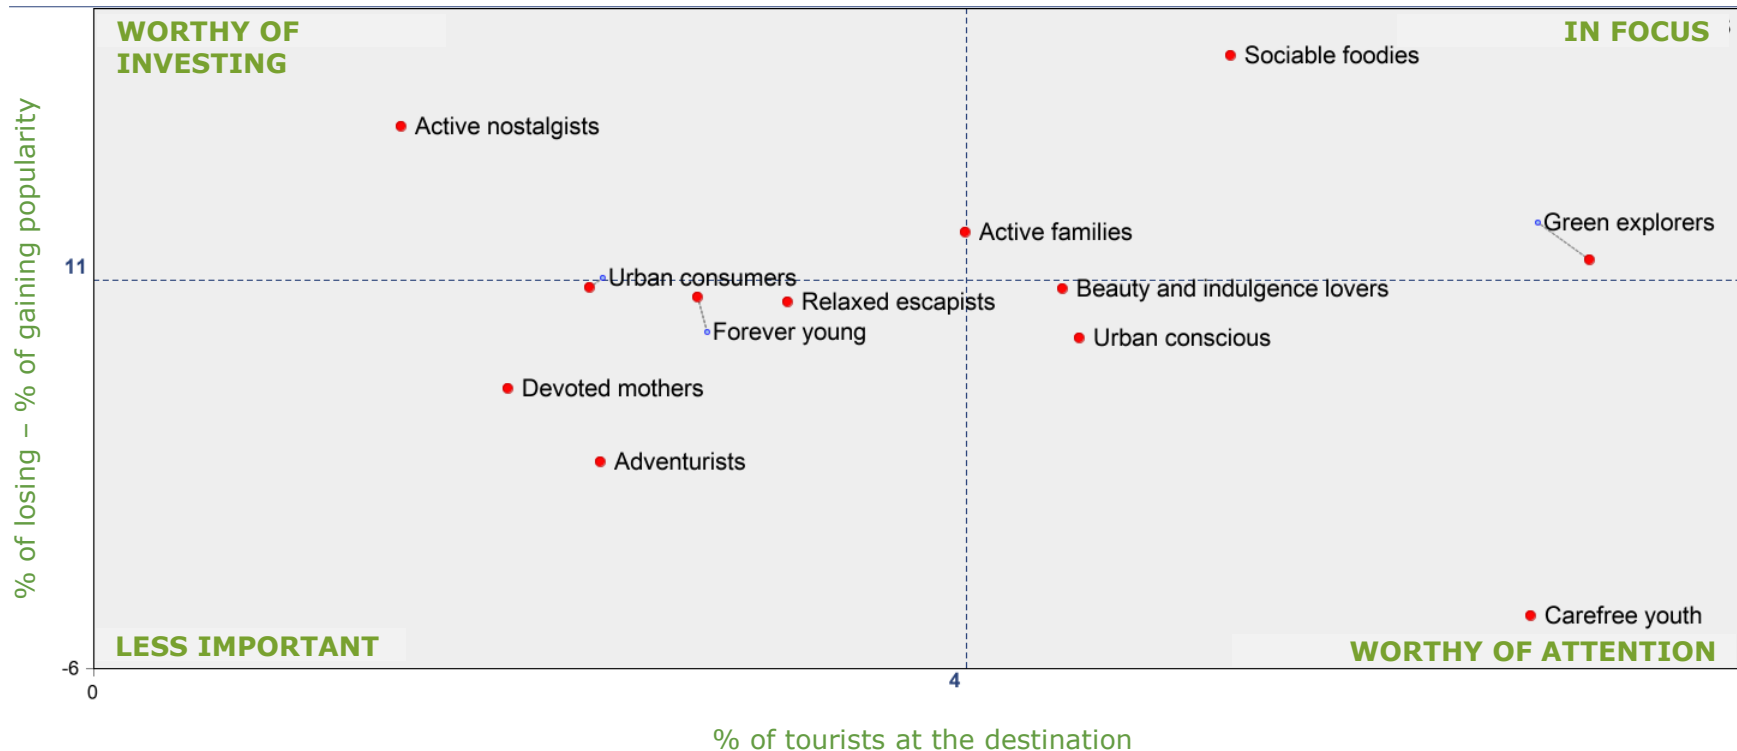 WORTHY OF
INVESTING
IN FOCUS
Sociable foodies
Active nostalgists
Green explorers
Active families
11
Urban consumers
Beauty and indulgence lovers
Relaxed escapists
Forever young
Urban conscious
Devoted mothers
Adventurists
Carefree youth
LESS IMPORTANT
WORTHY OF ATTENTION
-6
0
4
% of losing – % of gaining popularity
% of tourists at the destination